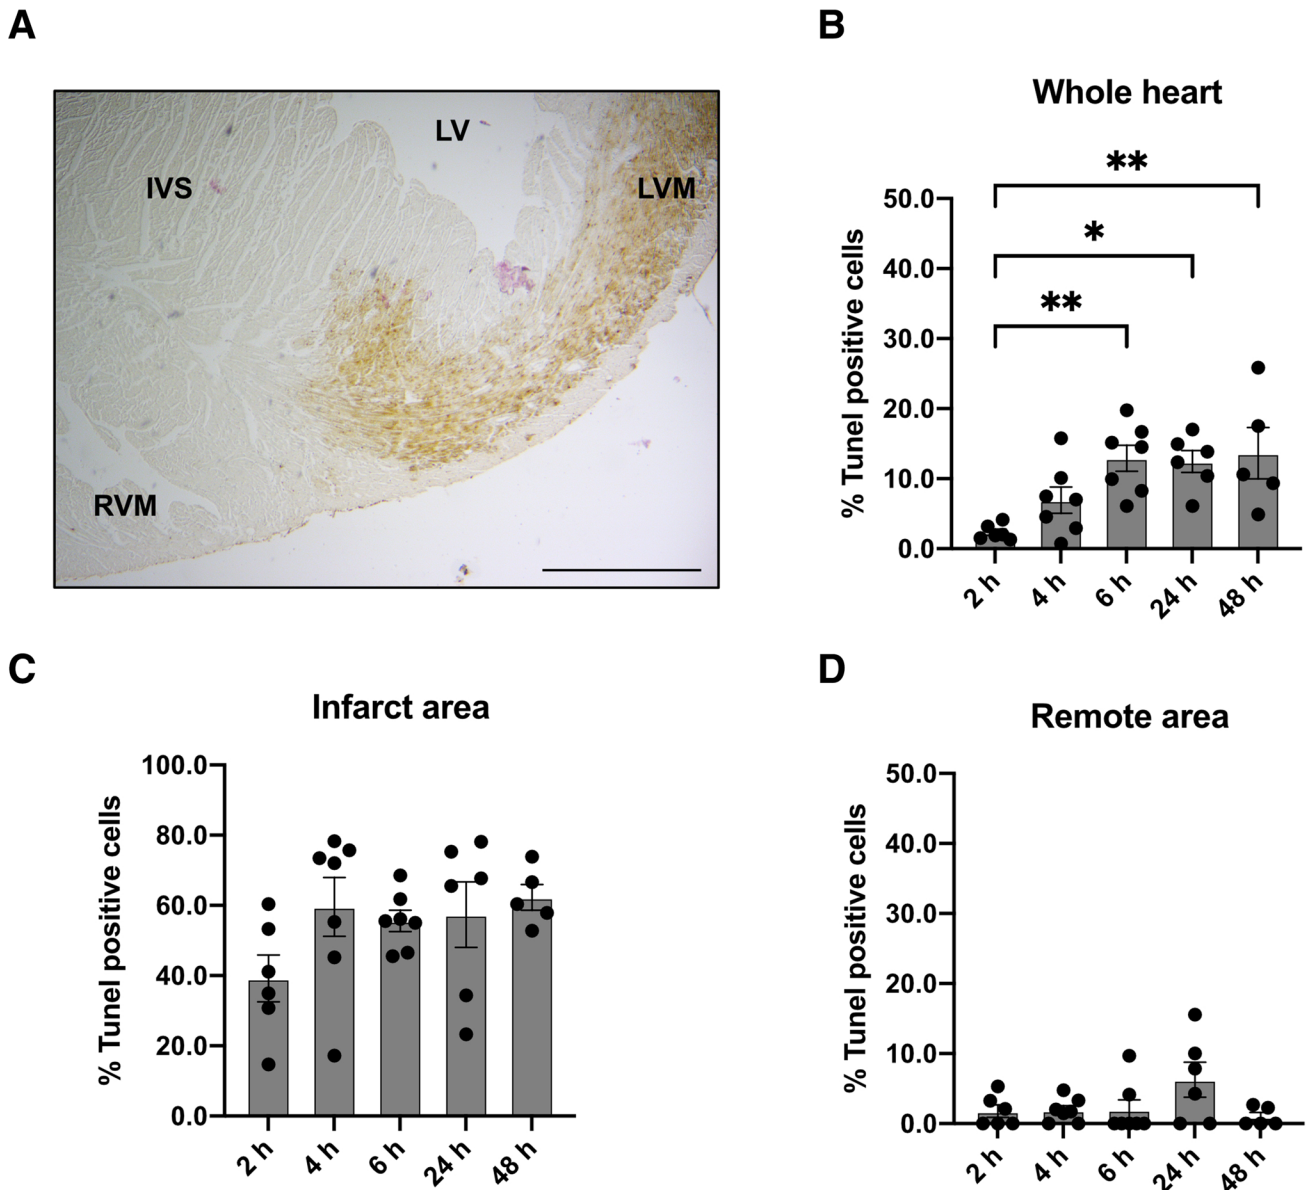 A
LV
IVS
LVM
RVM
B
Whole heart
**
*
**
% Tunel positive cells
50.0
40.0
30.0
20.0
10.0
0.0
2 h
4 h
6 h
24 h
48 h
C
Infarct area
% Tunel positive cells
100.0
80.0
60.0
40.0
20.0
0.0
2 h
4 h
6 h
24 h
48 h
D
Remote area
% Tunel positive cells
50.0
40.0
30.0
20.0
10.0
0.0
2 h
4 h
6 h
24 h
48 h